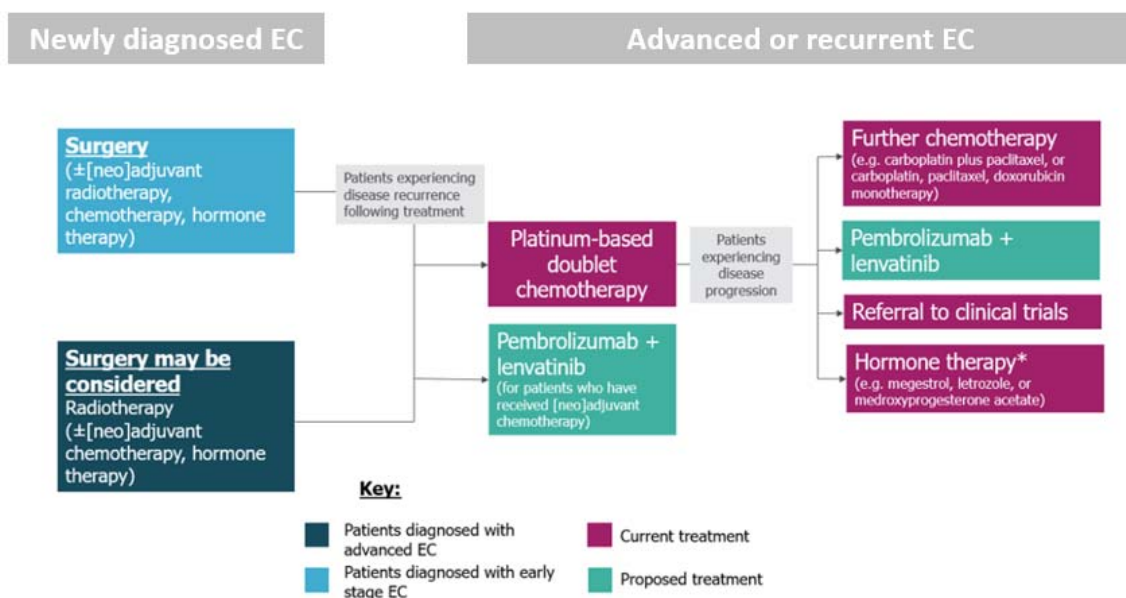 Newly diagnosed EC
Advanced or recurrent EC
Surgery
(±[neo]adjuvant
radiotherapy,
chemotherapy, hormone
therapy)
Patients experiencing
disease recurrence
following treatment
Surgery may be
considered
Radiotherapy
(±[neo]adjuvant
chemotherapy, hormone
therapy)
Platinum-based
doublet
chemotherapy
Pembrolizumab +
lenvatinib
(for patients who have
received [neo]adjuvant
chemotherapy)
Patients
experiencing
disease
progression
Further chemotherapy
(e.g. carboplatin plus paclitaxel, or
carboplatin, paclitaxel, doxorubicin
monotherapy)
Pembrolizumab +
lenvatinib
Referral to clinical trials
Hormone therapy*
(e.g. megestrol, letrozole, or
medroxyprogesterone acetate)
Key:
Patients diagnosed with
advanced EC
Patients diagnosed with early
stage EC
Current treatment
Proposed treatment